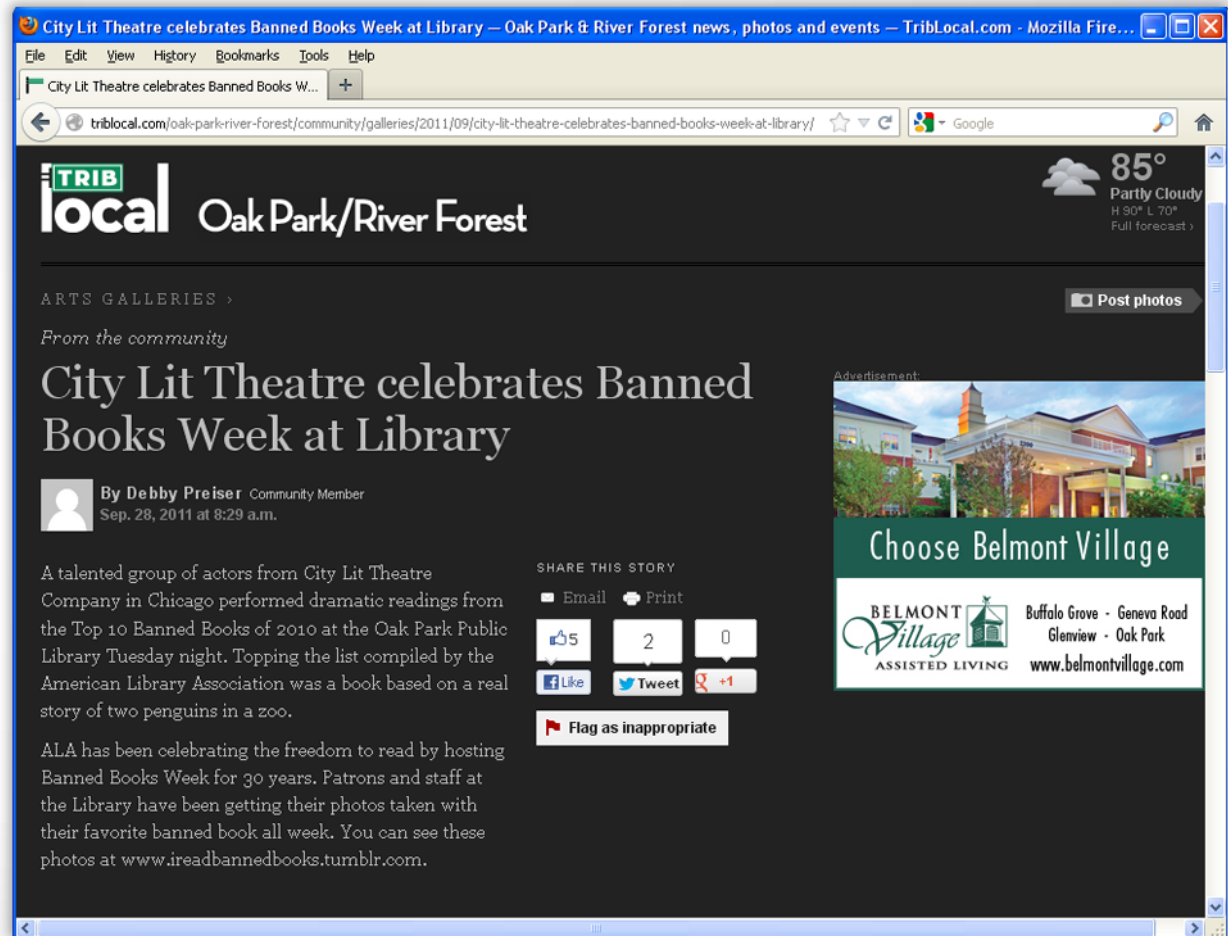 City Lit Theatre celebrates Banned Books Week at Library — Oak Park & River Forest news, photos and events — TribLocal.com - Mozilla Fire...
File Edit View History Bookmarks Tools Help
City Lit Theatre celebrates Banned Books W...
triblocal.com/oak-park-river-forest/community/galleries/2011/09/city-lit-theatre-celebrates-banned-books-week-at-library/ Google
TRIB
local Oak Park/River Forest
85°
Partly Cloudy
H 90° L 70°
Full forecast ›
ARTS GALLERIES ›
Post photos
From the community
City Lit Theatre celebrates Banned
Books Week at Library
By Debby Preiser Community Member
Sep. 28, 2011 at 8:29 a.m.
A talented group of actors from City Lit Theatre
Company in Chicago performed dramatic readings from
the Top 10 Banned Books of 2010 at the Oak Park Public
Library Tuesday night. Topping the list compiled by the
American Library Association was a book based on a real
story of two penguins in a zoo.
ALA has been celebrating the freedom to read by hosting
Banned Books Week for 30 years. Patrons and staff at
the Library have been getting their photos taken with
their favorite banned book all week. You can see these
photos at www.ireadbannedbooks.tumblr.com.
SHARE THIS STORY
Email Print
5 2 0
Like Tweet +1
Flag as inappropriate
Advertisement:
Choose Belmont Village
BELMONT
Village
ASSISTED LIVING
Buffalo Grove - Geneva Road
Glenview - Oak Park
www.belmontvillage.com